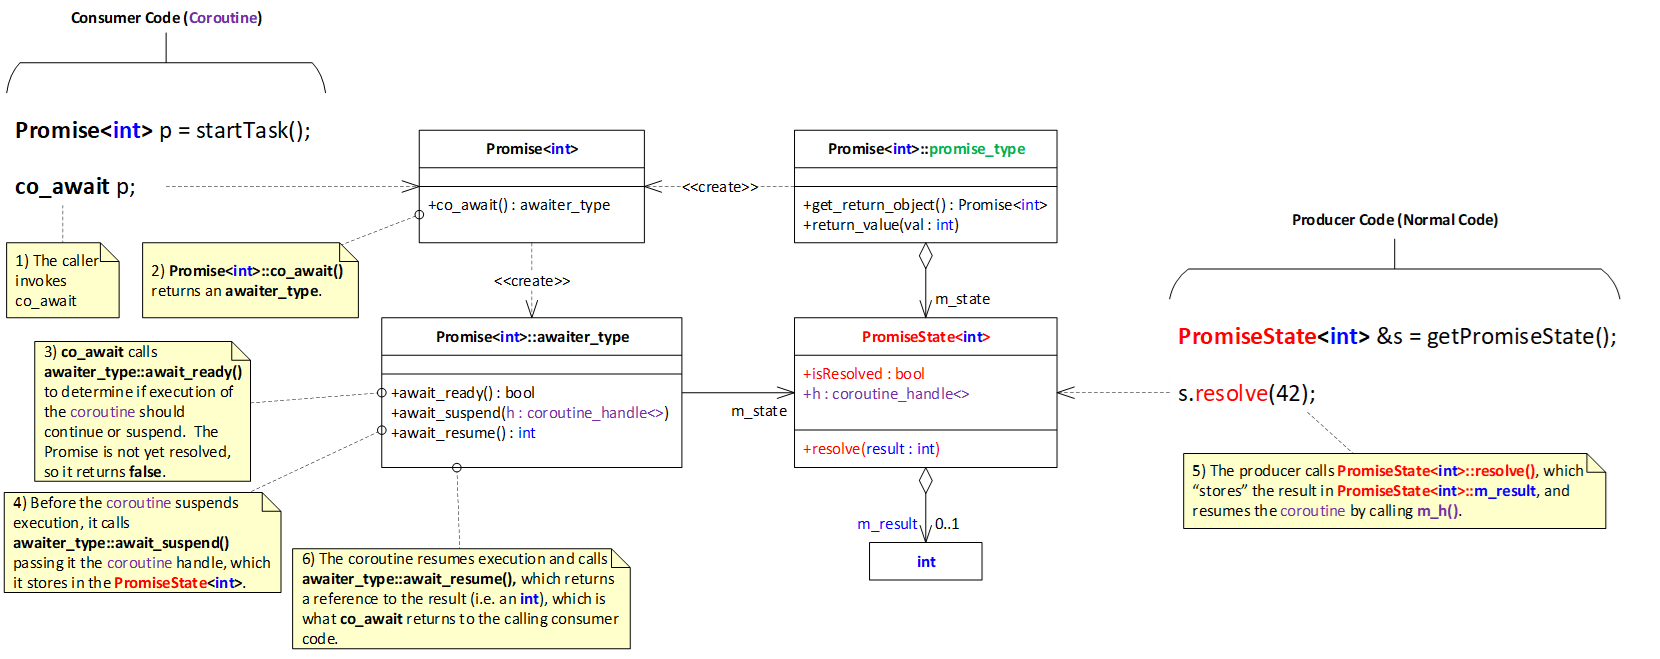 Consumer Code (Coroutine)
Promise<int> p = startTask();
co_await p;
1) The caller
invokes
co_await
2) Promise<int>::co_await()
returns an awaiter_type.
Promise<int>
+co_await() : awaiter_type
<<create>>
Promise<int>::promise_type
+get_return_object() : Promise<int>
+return_value(val : int)
<<create>>
m_state
Promise<int>::awaiter_type
+await_ready() : bool
+await_suspend(h : coroutine_handle<>)
+await_resume() : int
m_state
PromiseState<int>
+isResolved : bool
+h : coroutine_handle<>
+resolve(result : int)
m_result
0..1
int
3) co_await calls
awaiter_type::await_ready()
to determine if execution of
the coroutine should
continue or suspend. The
Promise is not yet resolved,
so it returns false.
4) Before the coroutine suspends
execution, it calls
awaiter_type::await_suspend()
passing it the coroutine handle, which
it stores in the PromiseState<int>.
6) The coroutine resumes execution and calls
awaiter_type::await_resume(), which returns
a reference to the result (i.e. an int), which is
what co_await returns to the calling consumer
code.
Producer Code (Normal Code)
PromiseState<int> &s = getPromiseState();
s.resolve(42);
5) The producer calls PromiseState<int>::resolve(), which
“stores” the result in PromiseState<int>::m_result, and
resumes the coroutine by calling m_h().